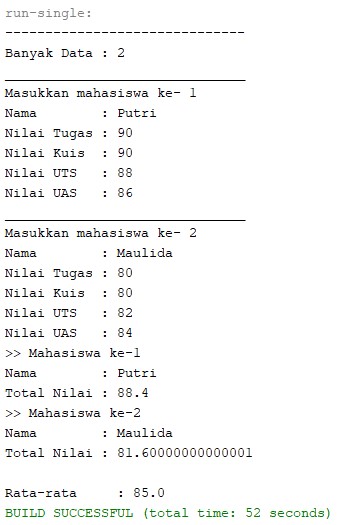 run-single:
------------------------------
Banyak Data : 2
______________________________
Masukkan mahasiswa ke- 1
Nama        : Putri
Nilai Tugas : 90
Nilai Kuis  : 90
Nilai UTS   : 88
Nilai UAS   : 86
______________________________
Masukkan mahasiswa ke- 2
Nama        : Maulida
Nilai Tugas : 80
Nilai Kuis  : 80
Nilai UTS   : 82
Nilai UAS   : 84
>> Mahasiswa ke-1
Nama        : Putri
Total Nilai : 88.4
>> Mahasiswa ke-2
Nama        : Maulida
Total Nilai : 81.60000000000001
Rata-rata     : 85.0
BUILD SUCCESSFUL (total time: 52 seconds)